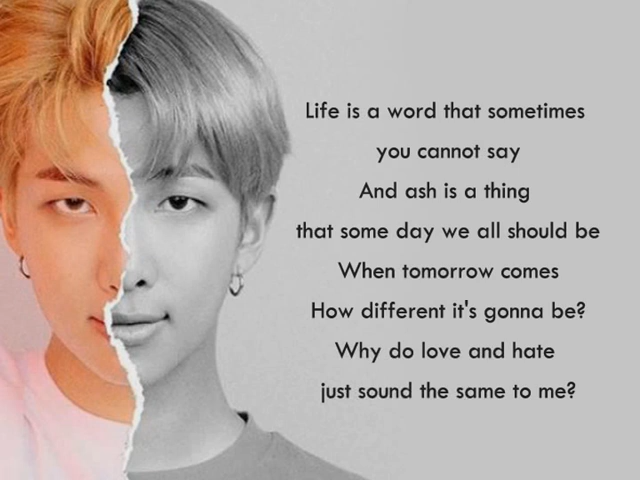 Life is a word that sometimes
you cannot say
And ash is a thing
that some day we all should be
When tomorrow comes
How different it's gonna be?
Why do love and hate
just sound the same to me?